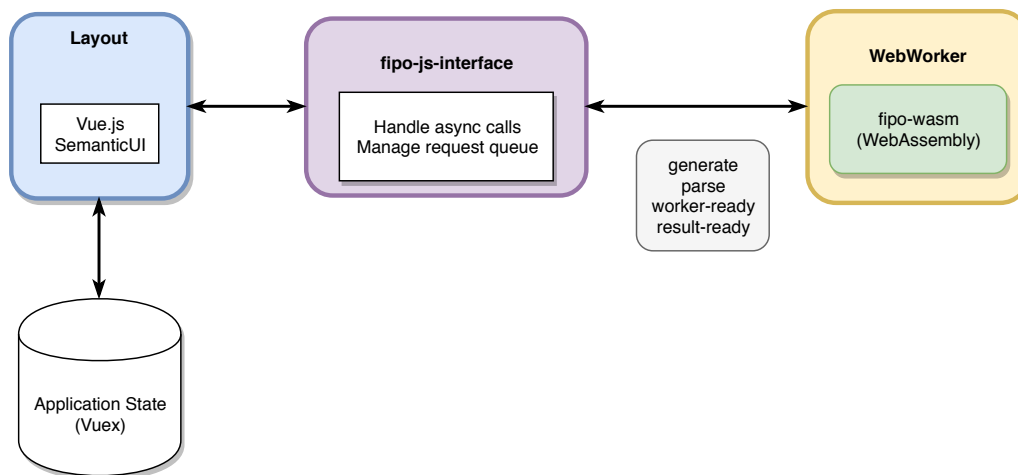 Layout
Vue.js
SemanticUI
fipo-js-interface
Handle async calls
Manage request queue
generate
parse
worker-ready
result-ready
WebWorker
fipo-wasm
(WebAssembly)
Application State
(Vuex)